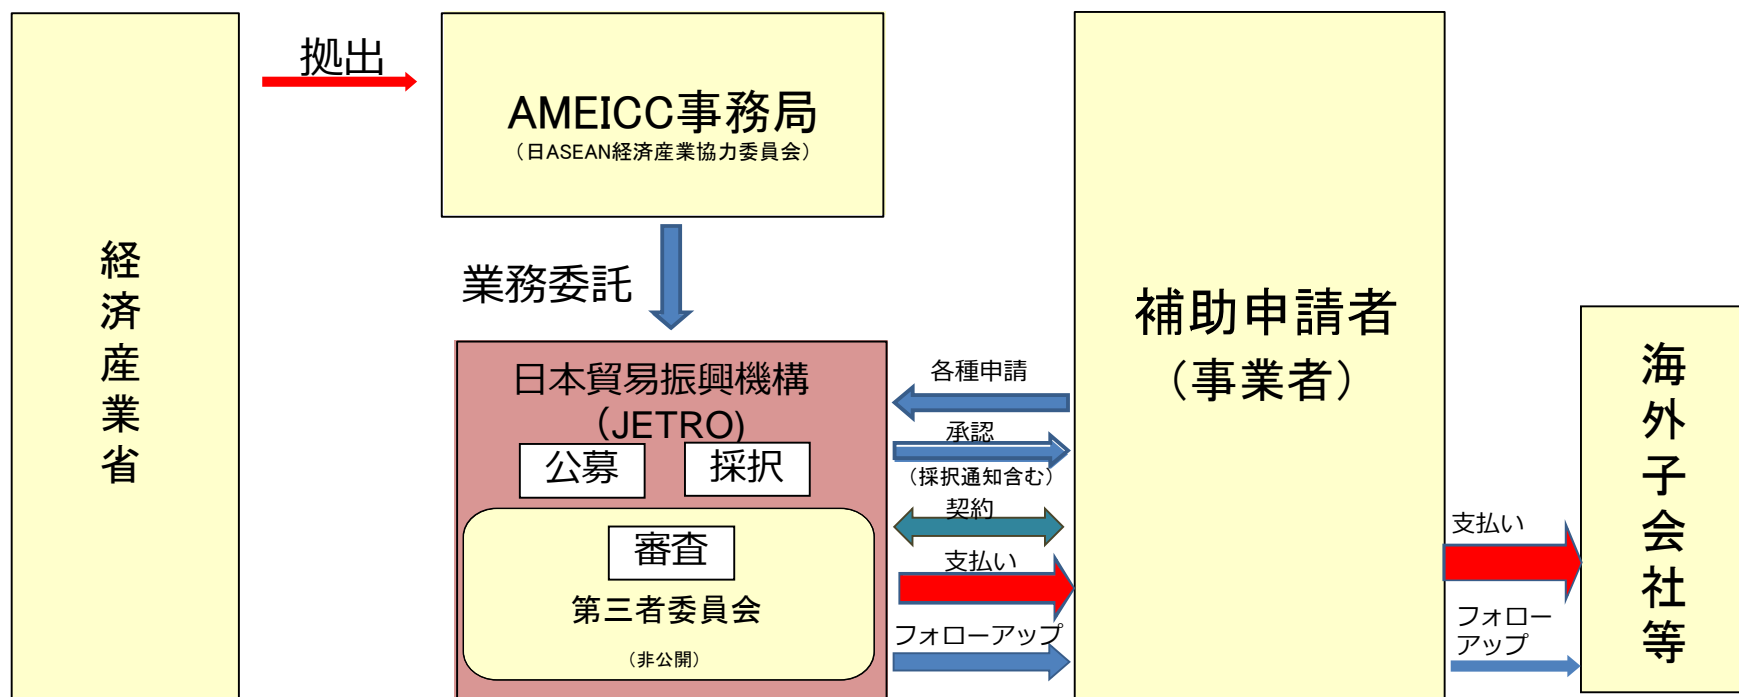 経済産業省
拠出
AMEICC事務局
（日ASEAN経済産業協力委員会）
業務委託
日本貿易振興機構
（JETRO)
公募
採択
審査
第三者委員会
（非公開）
各種申請
承認
（採択通知含む）
契約
支払い
フォローアップ
補助申請者
（事業者）
支払い
フォロー
アップ
海外子会社等